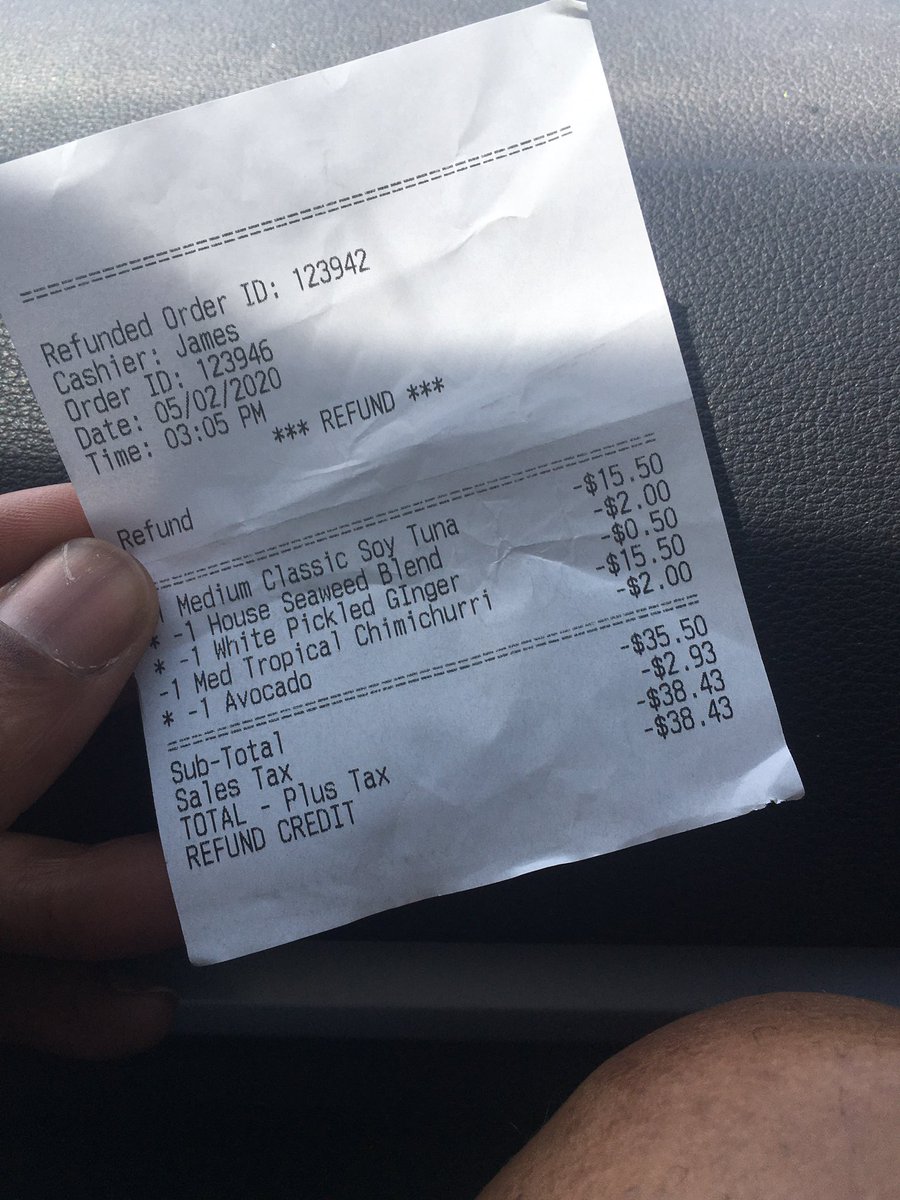 Refunded Order ID: 123942
Cashier: James
Order ID: 123946
Date: 05/02/2020
Time: 03:05 PM
*** REFUND ***
Refund
Medium Classic Soy Tuna -$15.50
* -1 House Seaweed Blend -$2.00
* -1 White Pickled GInger -$0.50
-1 Med Tropical Chimichurri -$15.50
* -1 Avocado -$2.00
Sub-Total -$35.50
Sales Tax -$2.93
TOTAL - Plus Tax -$38.43
REFUND CREDIT -$38.43